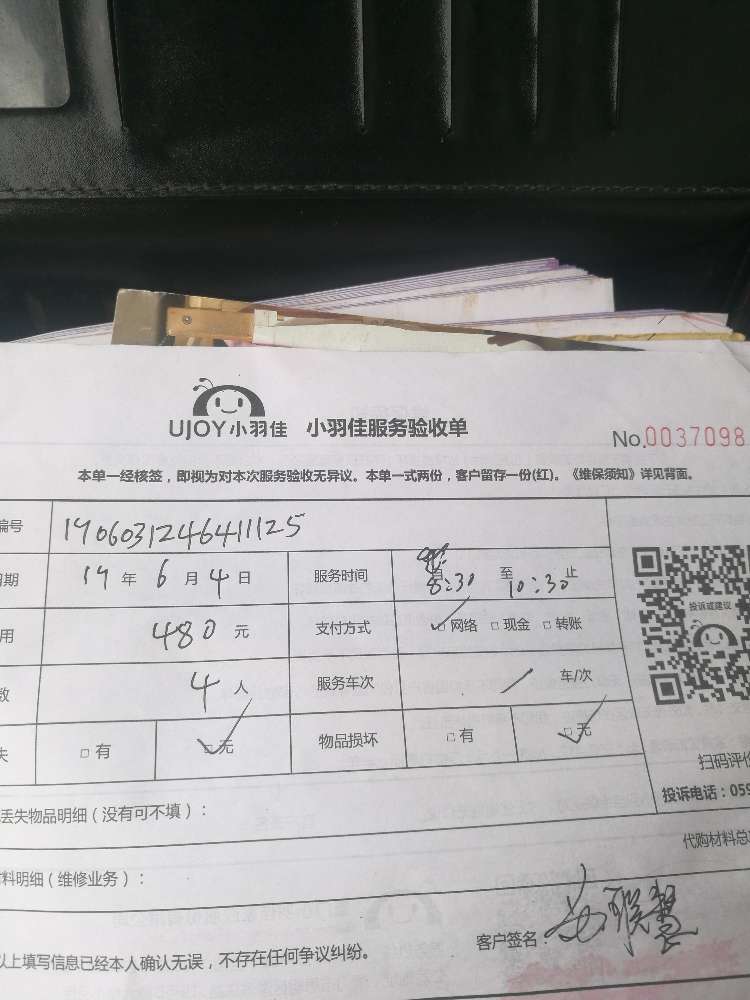 UJOY小羽佳 小羽佳服务验收单 No.0037098
本单一经核签，即视为对本次服务验收无异议。本单一式两份，客户留存一份(红)。《维保须知》详见背面。
编号 190603124641125
日期 19 年 6 月 4 日 服务时间 自 8:30 至 10:30 止
用 480 元 支付方式 ☑网络 □现金 □转账
数 4 人 服务车次 / 车/次
失 □有 ☑无 物品损坏 □有 ☑无
投诉或建议
扫码评价
投诉电话：059
丢失物品明细（没有可不填）：
代购材料总
料明细（维修业务）：
客户签名：
以上填写信息已经本人确认无误，不存在任何争议纠纷。